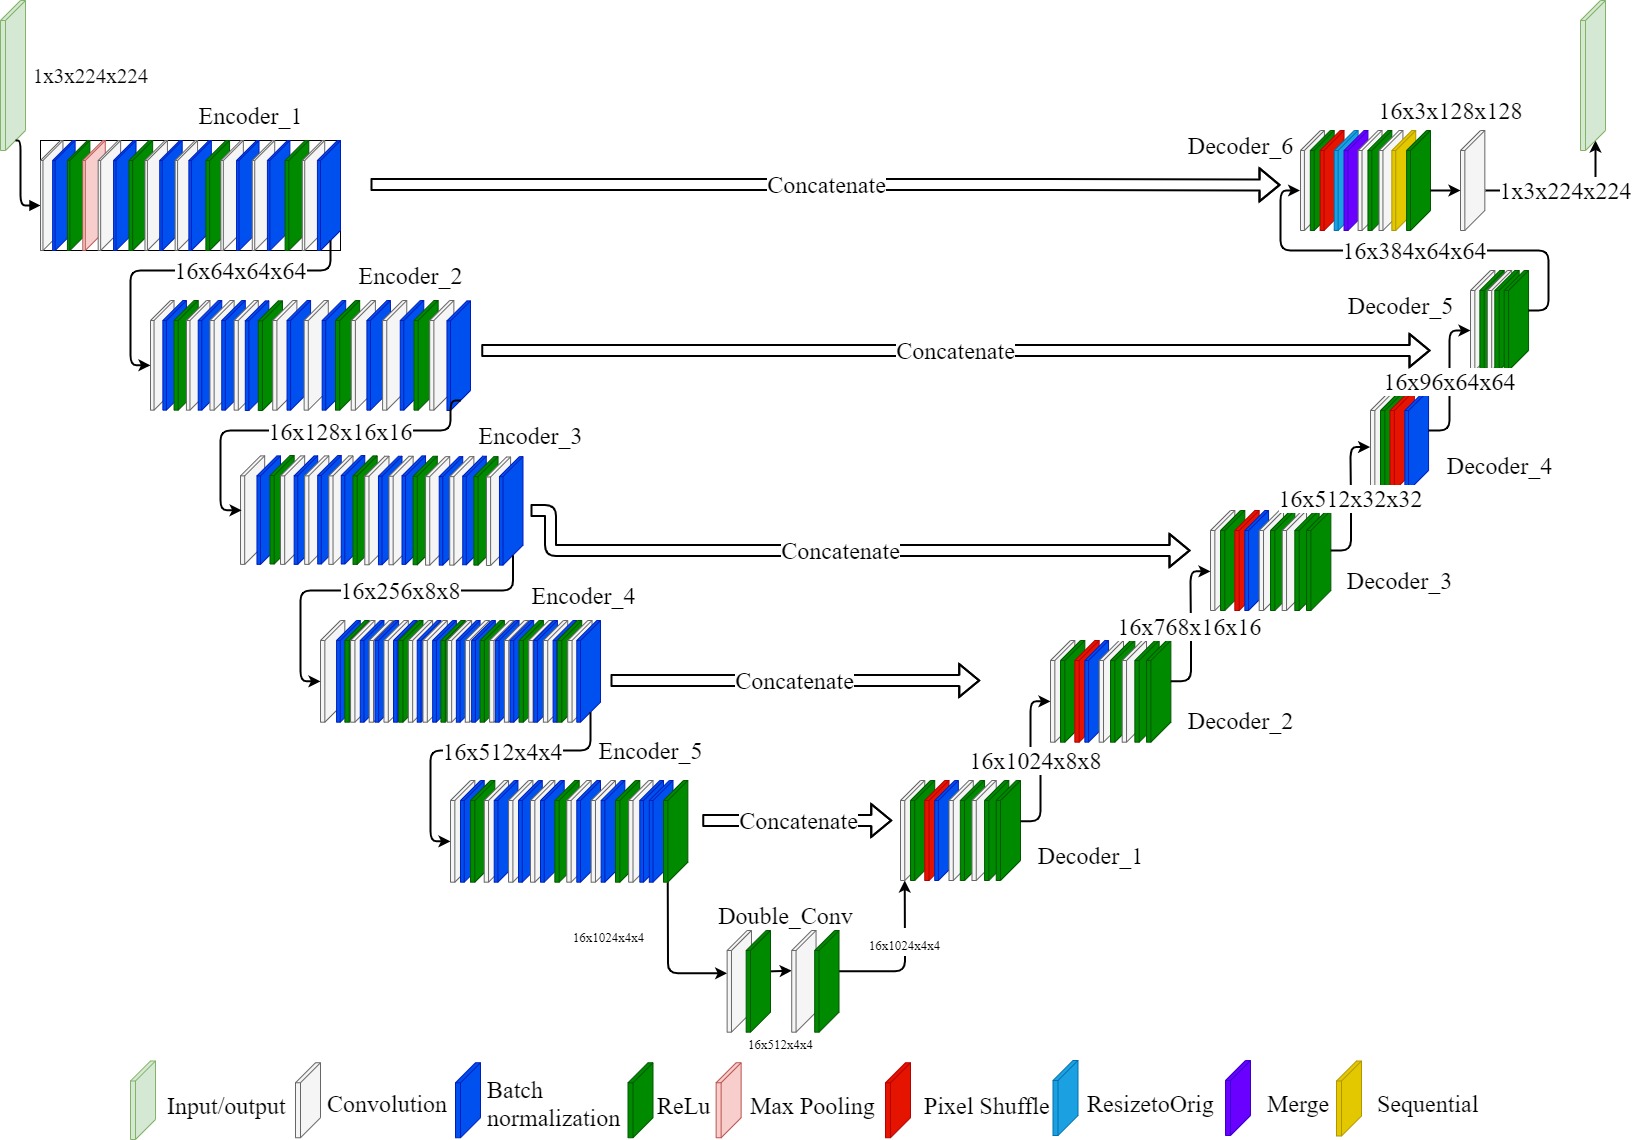 1x3x224x224
Encoder_1
16x3x128x128
Decoder_6
Concatenate
1x3x224x224
16x384x64x64
16x64x64x64
Encoder_2
Decoder_5
Concatenate
16x96x64x64
16x128x16x16
Encoder_3
Decoder_4
16x512x32x32
Concatenate
Decoder_3
16x256x8x8
Encoder_4
16x768x16x16
Concatenate
Decoder_2
16x512x4x4
Encoder_5
16x1024x8x8
Concatenate
Decoder_1
Double_Conv
16x1024x4x4
16x1024x4x4
16x512x4x4
Input/output
Convolution
Batch
normalization
ReLu
Max Pooling
Pixel Shuffle
ResizetoOrig
Merge
Sequential